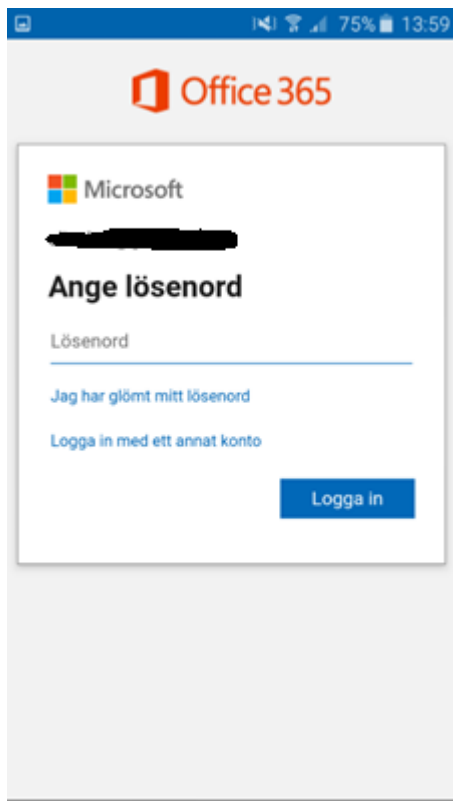 75% 13:59
Office 365
Microsoft
Ange lösenord
Lösenord
Jag har glömt mitt lösenord
Logga in med ett annat konto
Logga in